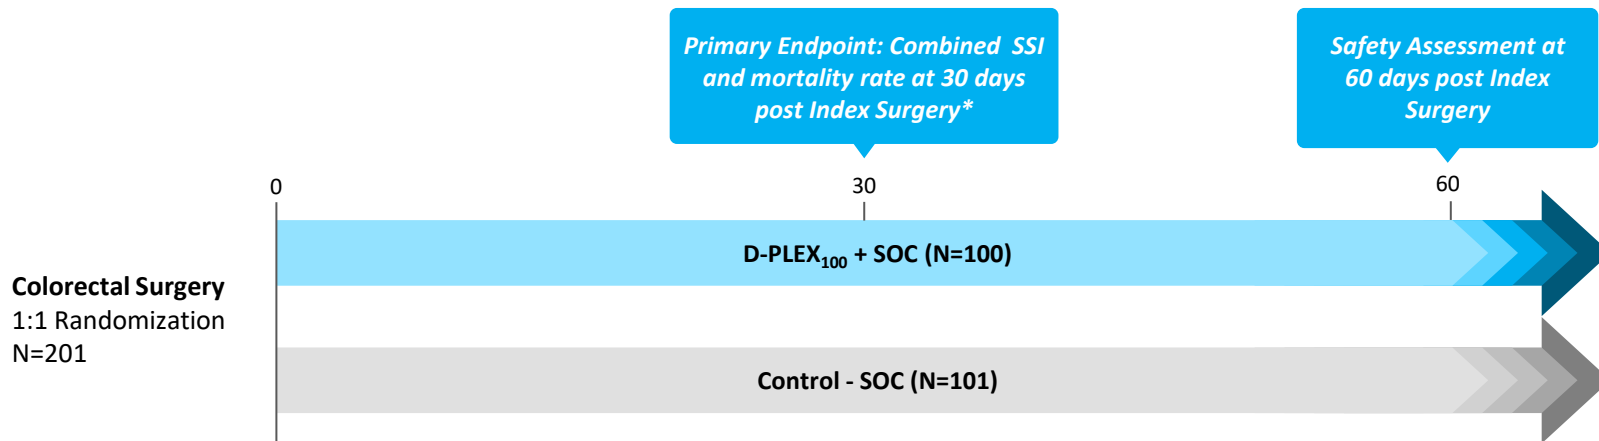 Primary Endpoint: Combined SSI
and mortality rate at 30 days
post Index Surgery*
Safety Assessment at
60 days post Index
Surgery
0
30
60
D-PLEX100 + SOC (N=100)
Colorectal Surgery
1:1 Randomization
N=201
Control - SOC (N=101)